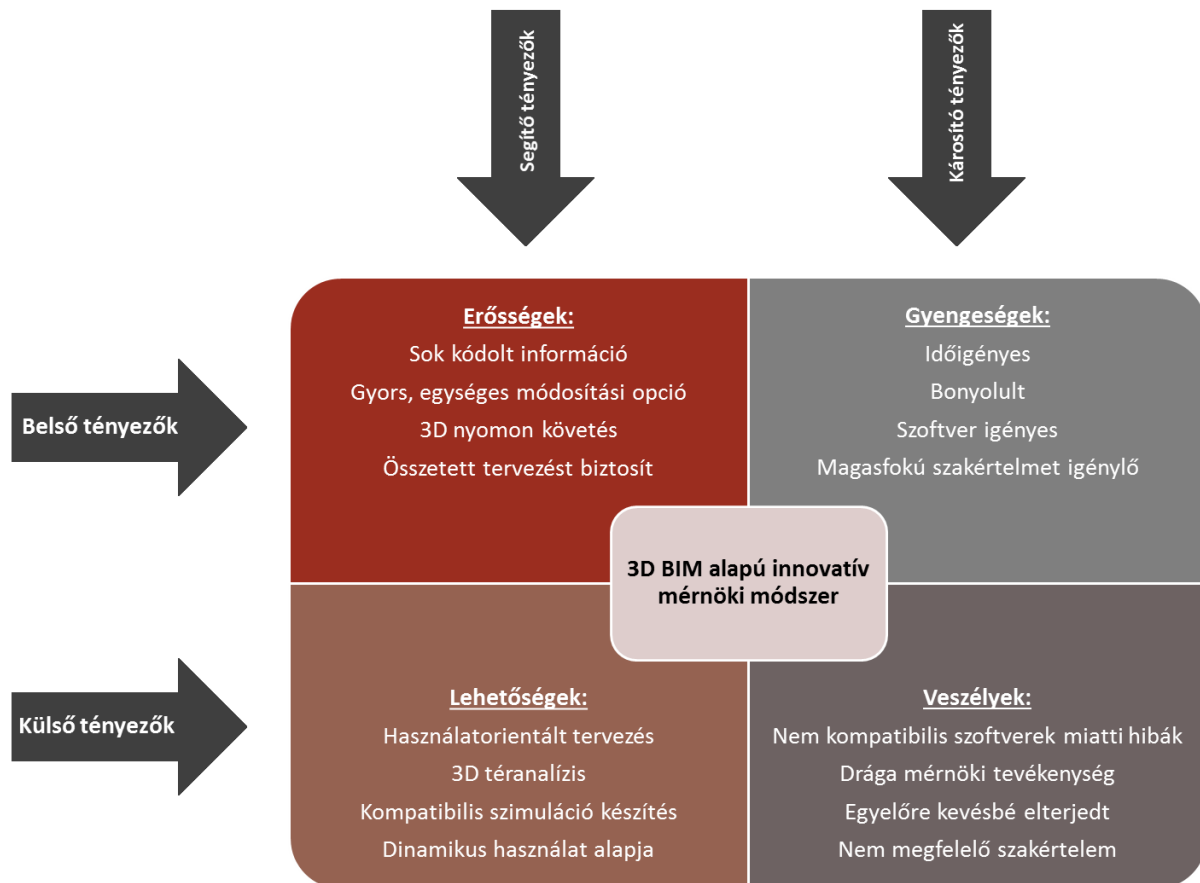 Segítő tényezők
Károsító tényezők
Belső tényezők
Erősségek:
Sok kódolt információ
Gyors, egységes módosítási opció
3D nyomon követés
Összetett tervezést biztosít
Gyengeségek:
Időigényes
Bonyolult
Szoftver igényes
Magasfokú szakértelmet igénylő
3D BIM alapú innovatív
mérnöki módszer
Külső tényezők
Lehetőségek:
Használatorientált tervezés
3D téranalízis
Kompatibilis szimuláció készítés
Dinamikus használat alapja
Veszélyek:
Nem kompatibilis szoftverek miatti hibák
Drága mérnöki tevékenység
Egyelőre kevésbé elterjedt
Nem megfelelő szakértelem